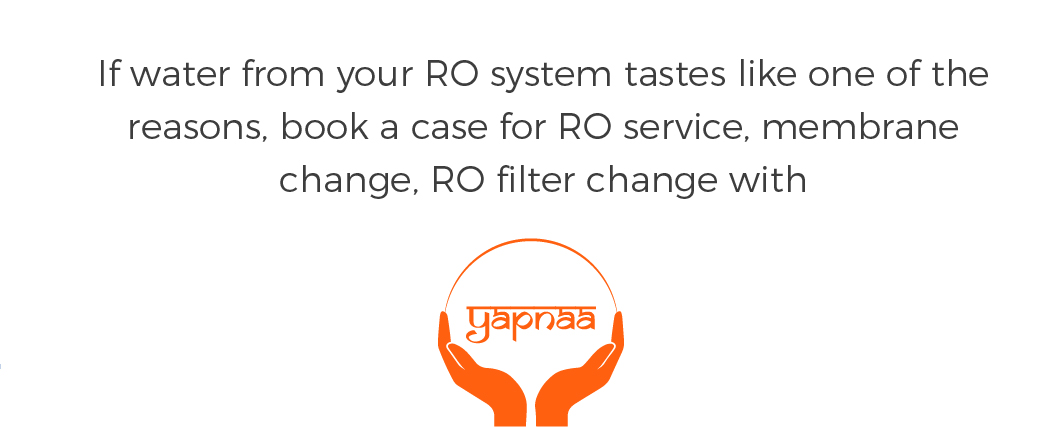 If water from your RO system tastes like one of the
reasons, book a case for RO service, membrane
change, RO filter change with
yapnaa